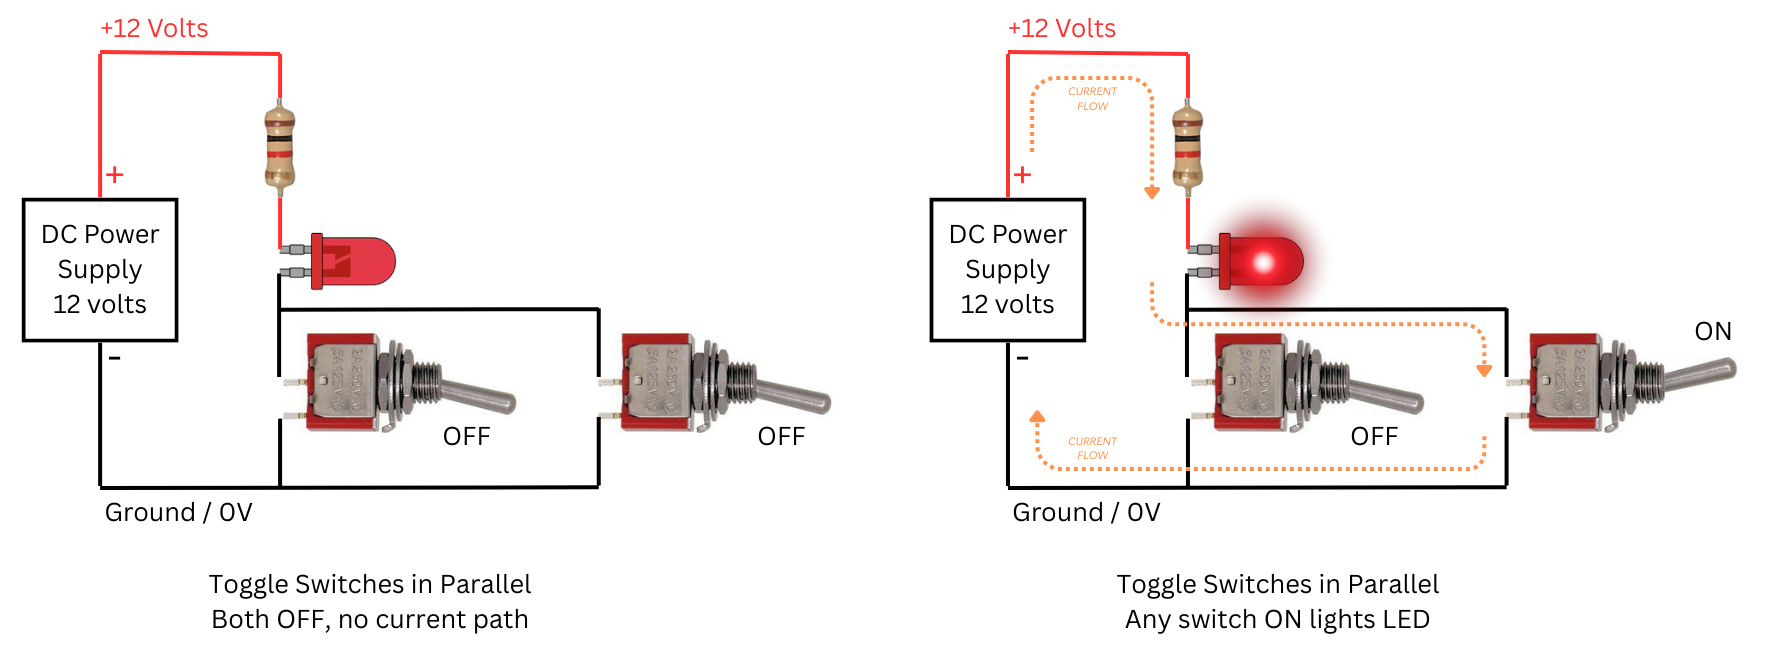 +12 Volts
+
DC Power
Supply
12 volts
-
OFF
OFF
Ground / 0V
Toggle Switches in Parallel
Both OFF, no current path
+12 Volts
CURRENT
FLOW
+
DC Power
Supply
12 volts
-
ON
OFF
CURRENT
FLOW
Ground / 0V
Toggle Switches in Parallel
Any switch ON lights LED